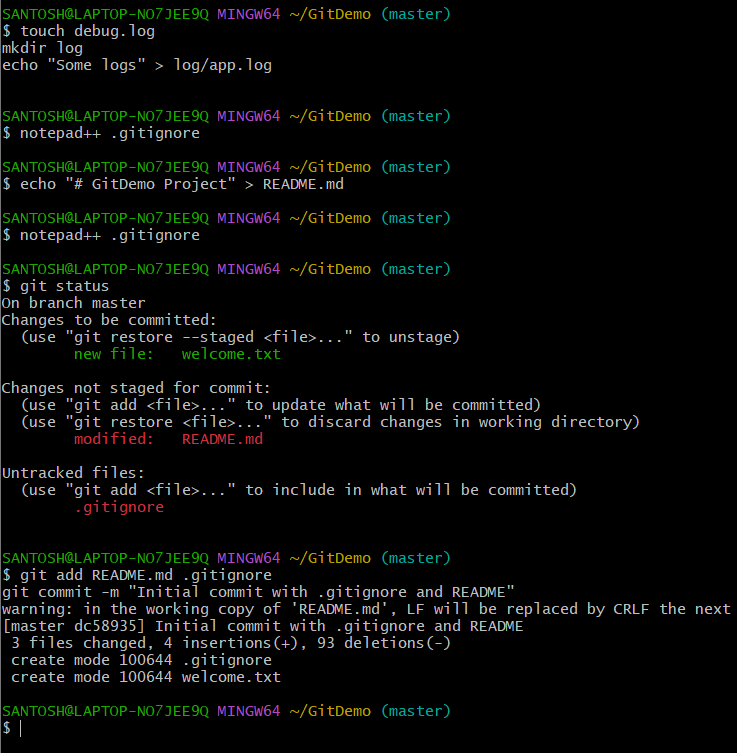 SANTOSH@LAPTOP-NO7JEE9Q MINGW64 ~/GitDemo (master)
$ touch debug.log
mkdir log
echo "Some logs" > log/app.log
SANTOSH@LAPTOP-NO7JEE9Q MINGW64 ~/GitDemo (master)
$ notepad++ .gitignore
SANTOSH@LAPTOP-NO7JEE9Q MINGW64 ~/GitDemo (master)
$ echo "# GitDemo Project" > README.md
SANTOSH@LAPTOP-NO7JEE9Q MINGW64 ~/GitDemo (master)
$ notepad++ .gitignore
SANTOSH@LAPTOP-NO7JEE9Q MINGW64 ~/GitDemo (master)
$ git status
On branch master
Changes to be committed:
  (use "git restore --staged <file>..." to unstage)
        new file:   welcome.txt
Changes not staged for commit:
  (use "git add <file>..." to update what will be committed)
  (use "git restore <file>..." to discard changes in working directory)
        modified:   README.md
Untracked files:
  (use "git add <file>..." to include in what will be committed)
        .gitignore
SANTOSH@LAPTOP-NO7JEE9Q MINGW64 ~/GitDemo (master)
$ git add README.md .gitignore
git commit -m "Initial commit with .gitignore and README"
warning: in the working copy of 'README.md', LF will be replaced by CRLF the next
[master dc58935] Initial commit with .gitignore and README
 3 files changed, 4 insertions(+), 93 deletions(-)
 create mode 100644 .gitignore
 create mode 100644 welcome.txt
SANTOSH@LAPTOP-NO7JEE9Q MINGW64 ~/GitDemo (master)
$